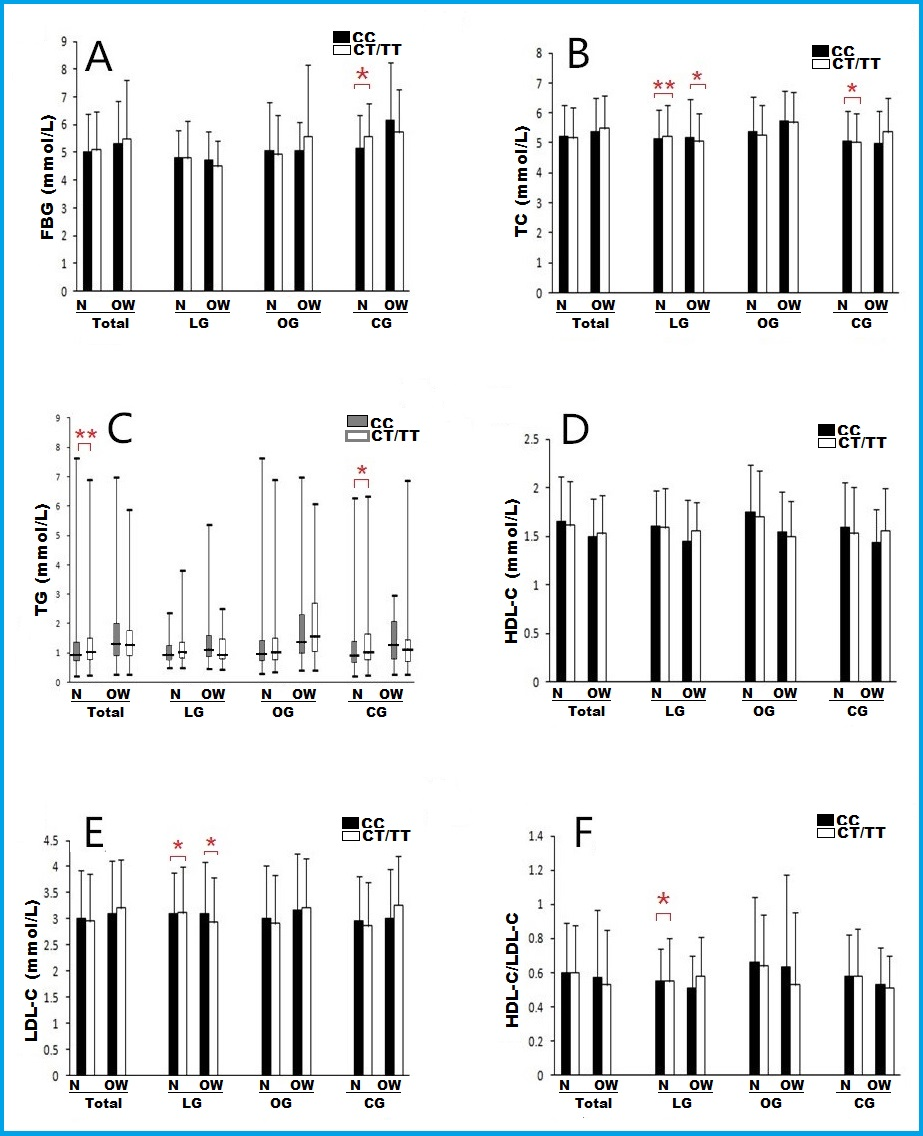 A
CC
CT/TT
*
FBG (mmol/L)
9
8
7
6
5
4
3
2
1
0
N OW N OW N OW N OW
Total LG OG CG
B
CC
CT/TT
** * *
TC (mmol/L)
8
7
6
5
4
3
2
1
0
N OW N OW N OW N OW
Total LG OG CG
C
CC
CT/TT
** *
TG (mmol/L)
9
8
7
6
5
4
3
2
1
0
N OW N OW N OW N OW
Total LG OG CG
D
CC
CT/TT
HDL-C (mmol/L)
2.5
2
1.5
1
0.5
0
N OW N OW N OW N OW
Total LG OG CG
E
CC
CT/TT
* *
LDL-C (mmol/L)
4.5
4
3.5
3
2.5
2
1.5
1
0.5
0
N OW N OW N OW N OW
Total LG OG CG
F
CC
CT/TT
*
HDL-C/LDL-C
1.4
1.2
1
0.8
0.6
0.4
0.2
0
N OW N OW N OW N OW
Total LG OG CG